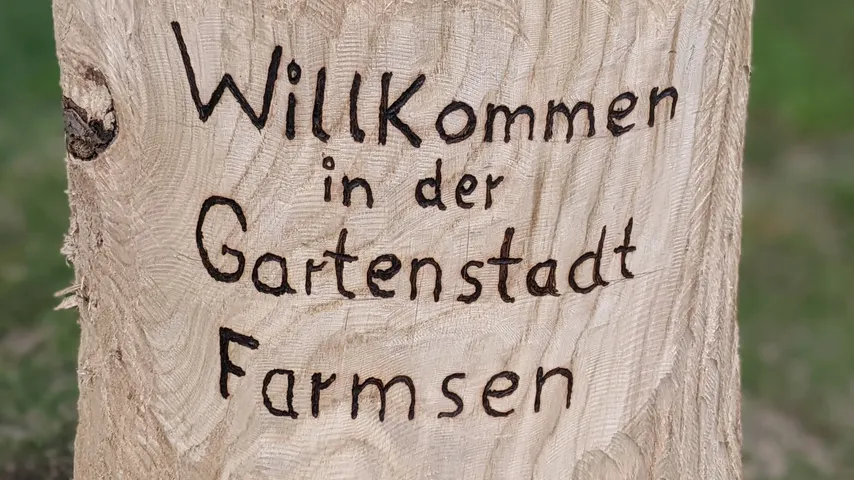 Willkommen
in der
Gartenstadt
Farmsen